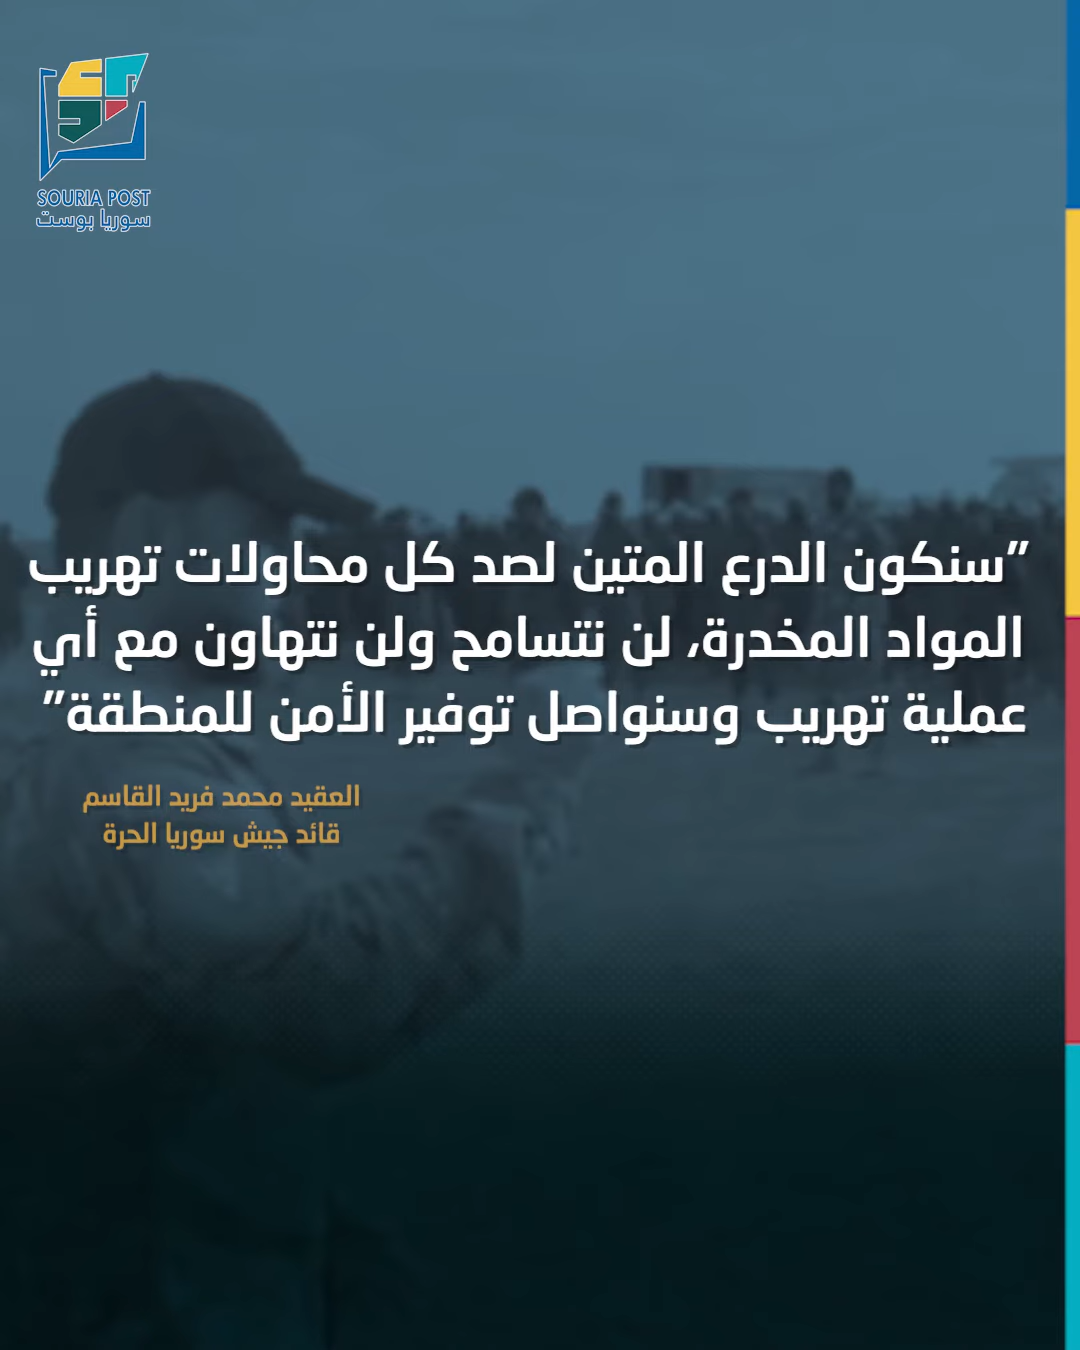 SOURIA POST
سوريا بوست
”سنكون الدرع المتين لصد كل محاولات تهريب
المواد المخدرة، لن نتسامح ولن نتهاون مع أي
عملية تهريب وسنواصل توفير الأمن للمنطقة”
العقيد محمد فريد القاسم
قائد جيش سوريا الحرة